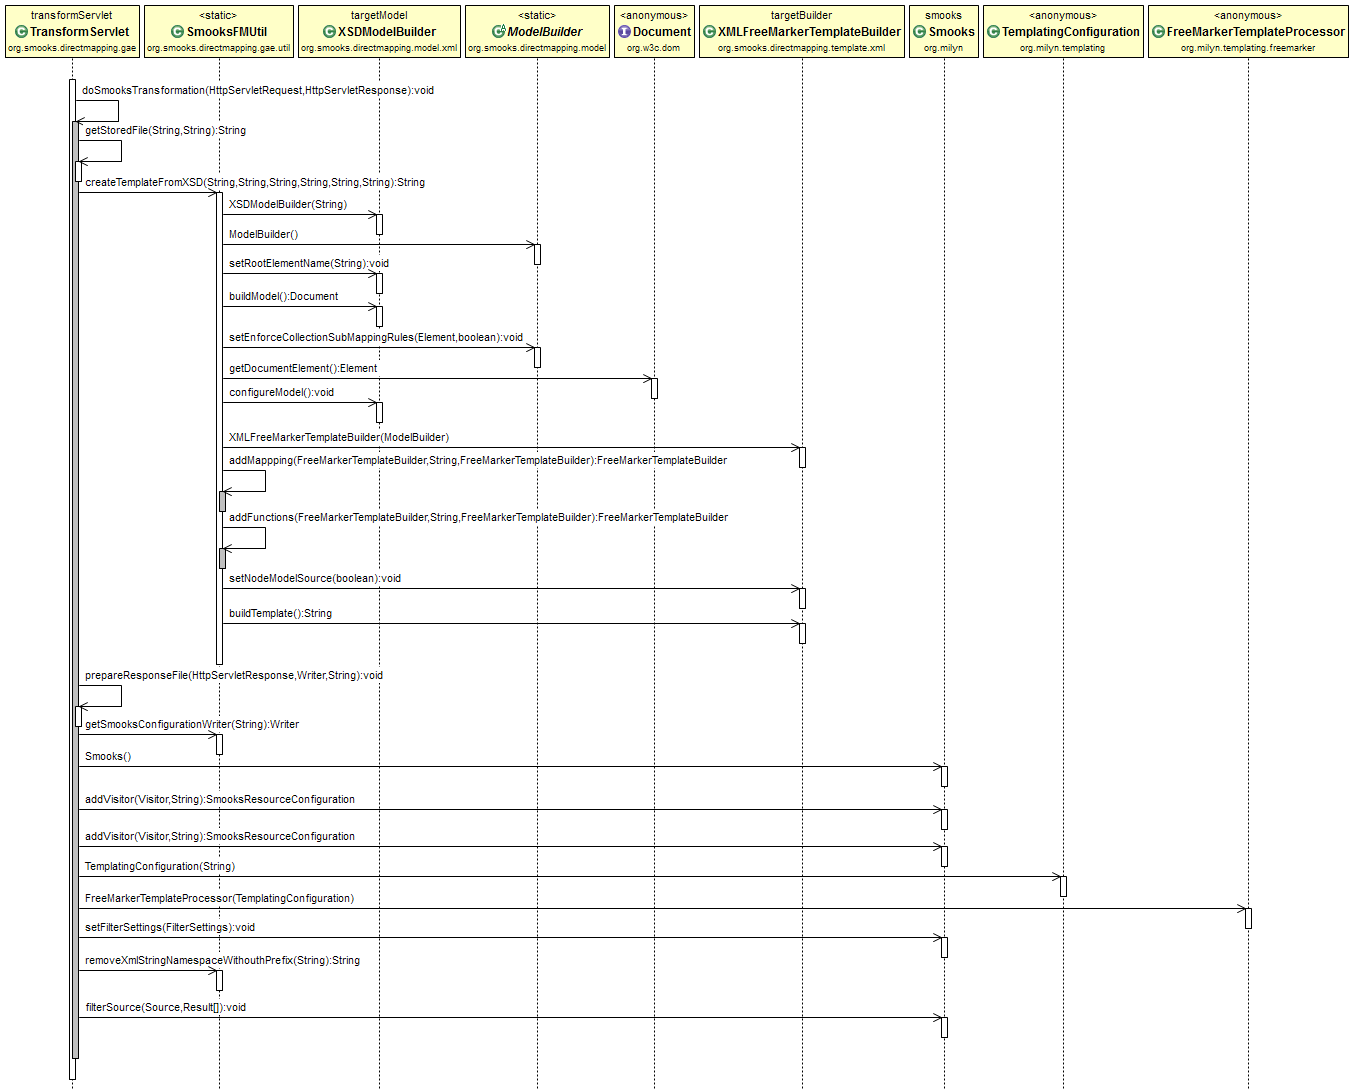 transformServlet
TransformServlet
org.smooks.directmapping.gae
<static>
SmooksFMUtil
org.smooks.directmapping.gae.util
targetModel
XSDModelBuilder
org.smooks.directmapping.model.xml
<static>
ModelBuilder
org.smooks.directmapping.model
<anonymous>
Document
org.w3c.dom
targetBuilder
XMLFreeMarkerTemplateBuilder
org.smooks.directmapping.template.xml
smooks
Smooks
org.milyn
<anonymous>
TemplatingConfiguration
org.milyn.templating
<anonymous>
FreeMarkerTemplateProcessor
org.milyn.templating.freemarker
doSmooksTransformation(HttpServletRequest,HttpServletResponse):void
getStoredFile(String,String):String
createTemplateFromXSD(String,String,String,String,String,String):String
XSDModelBuilder(String)
ModelBuilder()
setRootElementName(String):void
buildModel():Document
setEnforceCollectionSubMappingRules(Element,boolean):void
getDocumentElement():Element
configureModel():void
XMLFreeMarkerTemplateBuilder(ModelBuilder)
addMappping(FreeMarkerTemplateBuilder,String,FreeMarkerTemplateBuilder):FreeMarkerTemplateBuilder
addFunctions(FreeMarkerTemplateBuilder,String,FreeMarkerTemplateBuilder):FreeMarkerTemplateBuilder
setNodeModelSource(boolean):void
buildTemplate():String
prepareResponseFile(HttpServletResponse,Writer,String):void
getSmooksConfigurationWriter(String):Writer
Smooks()
addVisitor(Visitor,String):SmooksResourceConfiguration
addVisitor(Visitor,String):SmooksResourceConfiguration
TemplatingConfiguration(String)
FreeMarkerTemplateProcessor(TemplatingConfiguration)
setFilterSettings(FilterSettings):void
removeXmlStringNamespaceWithouthPrefix(String):String
filterSource(Source,Result[]):void